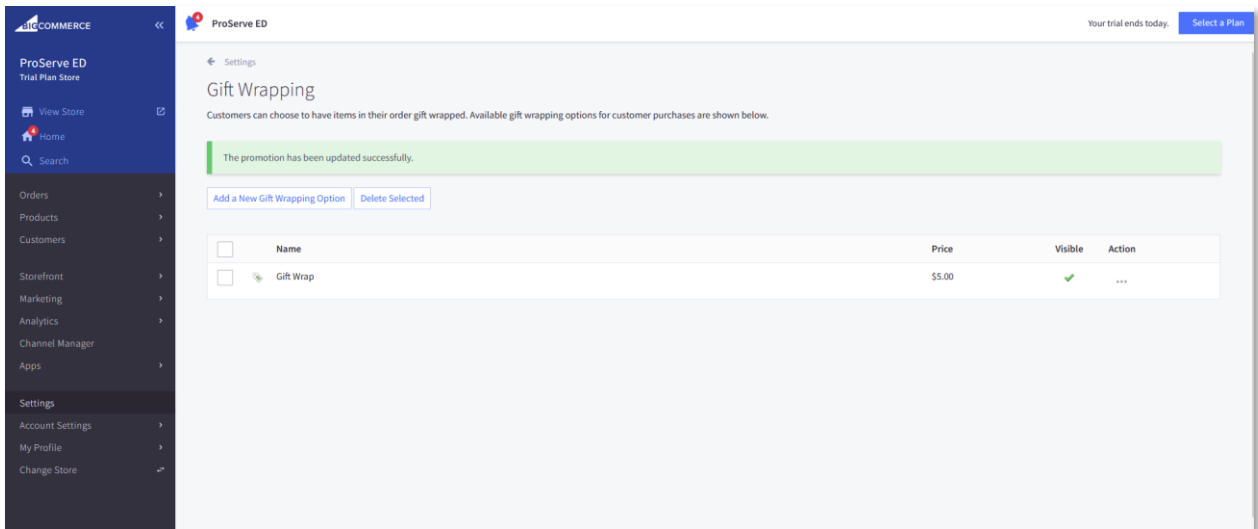 BIGCOMMERCE
ProServe ED
Trial Plan Store
View Store
4
Home
Search
Orders
Products
Customers
Storefront
Marketing
Analytics
Channel Manager
Apps
Settings
Account Settings
My Profile
Change Store
4
ProServe ED
Your trial ends today.
Select a Plan
Settings
Gift Wrapping
Customers can choose to have items in their order gift wrapped. Available gift wrapping options for customer purchases are shown below.
The promotion has been updated successfully.
Add a New Gift Wrapping Option
Delete Selected
Name Price Visible Action
Gift Wrap $5.00 ...